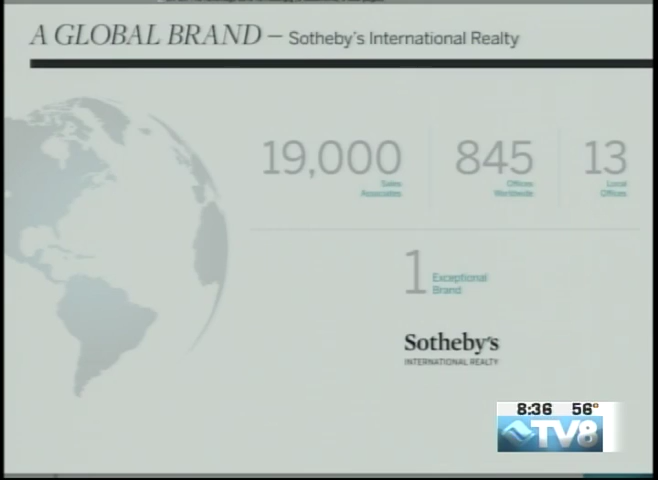 A GLOBAL BRAND — Sotheby's International Realty
19,000
Sales
Associates
845
Offices
Worldwide
13
Local
Offices
1
Exceptional
Brand
Sotheby's
INTERNATIONAL REALTY
8:36 56°
TV8